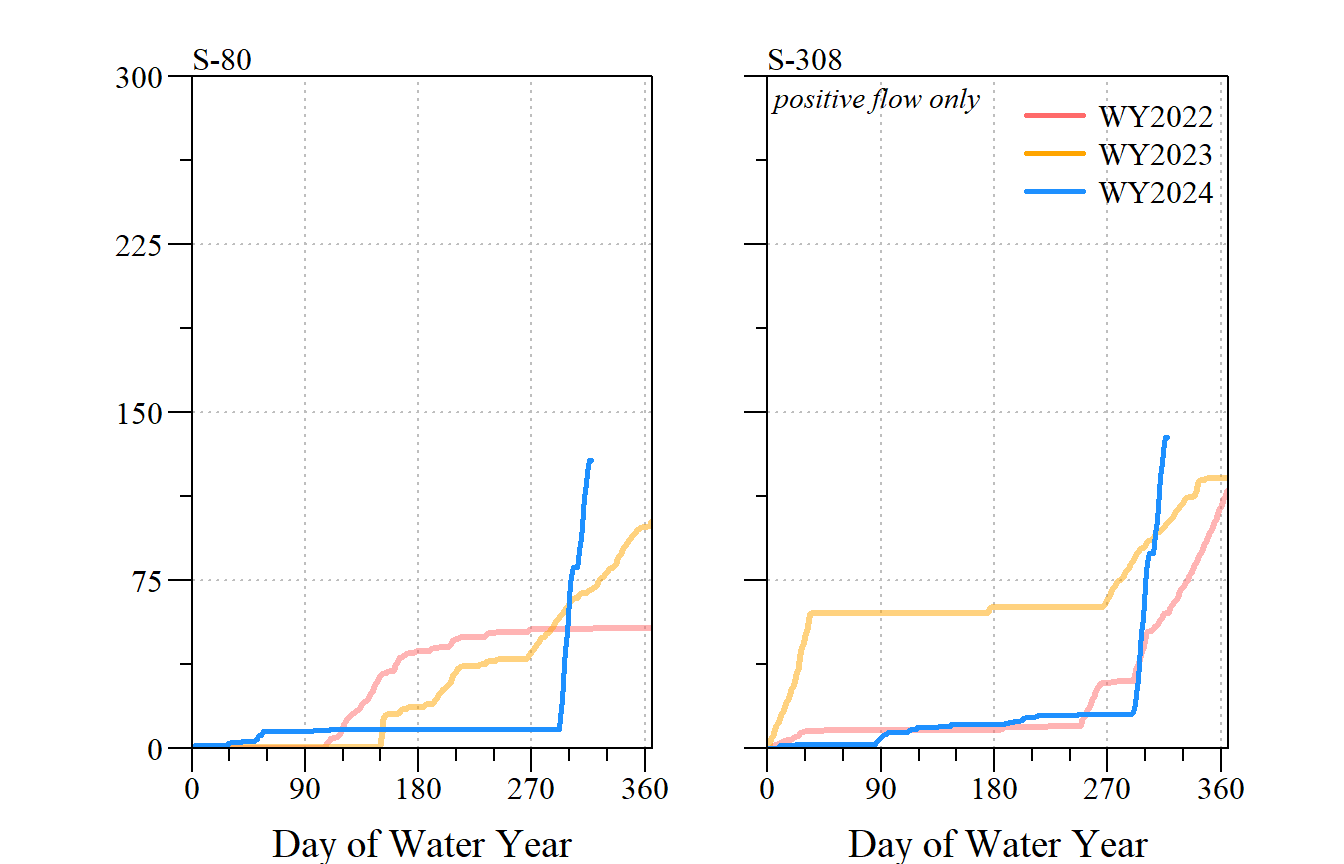 S-80
300
225
150
75
0
0 90 180 270 360
Day of Water Year
S-308
positive flow only
WY2022
WY2023
WY2024
0 90 180 270 360
Day of Water Year